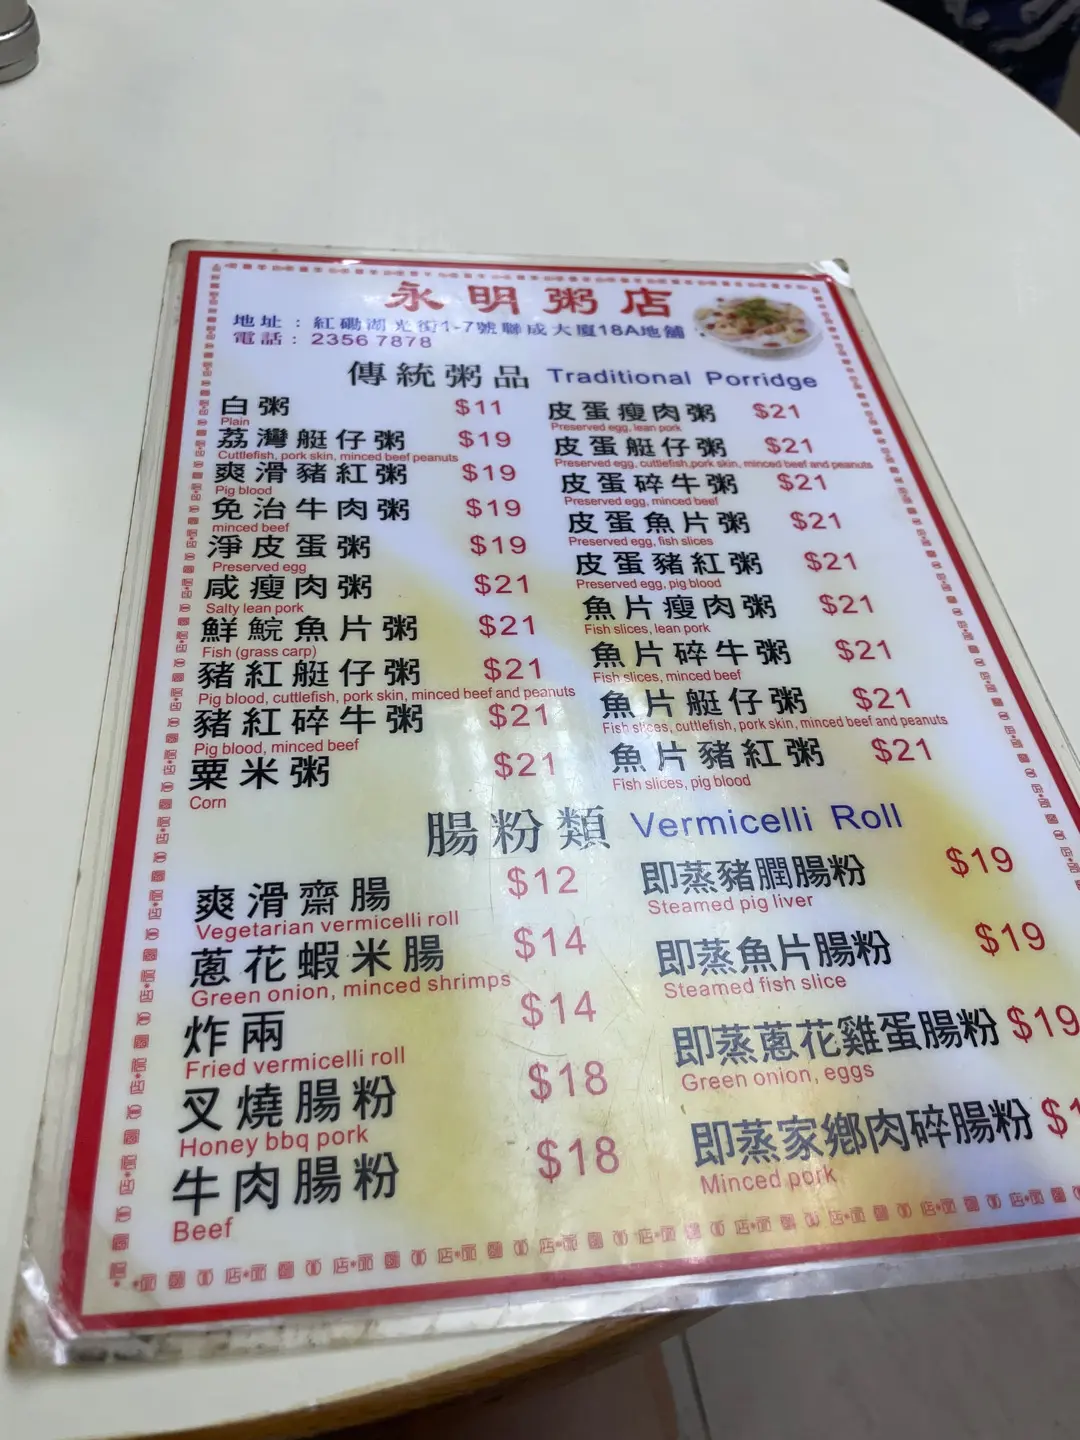 永明粥店
地址：紅磡湖光街1-7號聯成大廈18A地舖
電話：2356 7878
傳統粥品 Traditional Porridge
白粥 $11
Plain
荔灣艇仔粥 $19
Cuttlefish, pork skin, minced beef peanuts
爽滑豬紅粥 $19
Pig blood
免治牛肉粥 $19
minced beef
淨皮蛋粥 $19
Preserved egg
咸瘦肉粥 $21
Salty lean pork
鮮鯇魚片粥 $21
Fish (grass carp)
豬紅艇仔粥 $21
Pig blood, cuttlefish, pork skin, minced beef and peanuts
豬紅碎牛粥 $21
Pig blood, minced beef
粟米粥 $21
Corn
皮蛋瘦肉粥 $21
Preserved egg, lean pork
皮蛋艇仔粥 $21
Preserved egg, cuttlefish,pork skin, minced beef and peanuts
皮蛋碎牛粥 $21
Preserved egg, minced beef
皮蛋魚片粥 $21
Preserved egg, fish slices
皮蛋豬紅粥 $21
Preserved egg, pig blood
魚片瘦肉粥 $21
Fish slices, lean pork
魚片碎牛粥 $21
Fish slices, minced beef
魚片艇仔粥 $21
Fish slices, cuttlefish, pork skin, minced beef and peanuts
魚片豬紅粥 $21
Fish slices, pig blood
腸粉類 Vermicelli Roll
爽滑齋腸 $12
Vegetarian vermicelli roll
蔥花蝦米腸 $14
Green onion, minced shrimps
炸兩 $14
Fried vermicelli roll
叉燒腸粉 $18
Honey bbq pork
牛肉腸粉 $18
Beef
即蒸豬膶腸粉 $19
Steamed pig liver
即蒸魚片腸粉 $19
Steamed fish slice
即蒸蔥花雞蛋腸粉 $19
Green onion, eggs
即蒸家鄉肉碎腸粉
Minced pork